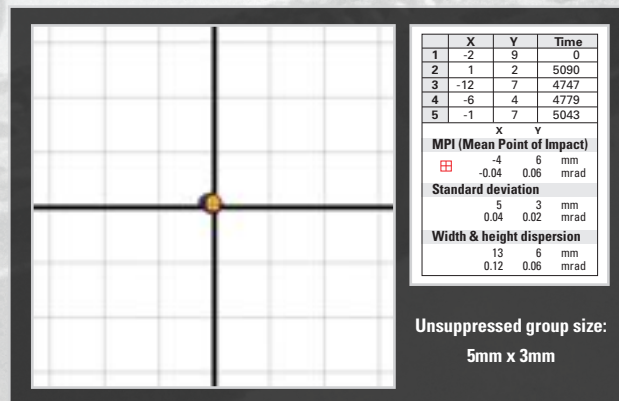 X Y Time
1 -2 9 0
2 1 2 5090
3 -12 7 4747
4 -6 4 4779
5 -1 7 5043
X Y
MPI (Mean Point of Impact)
-4 6 mm
-0.04 0.06 mrad
Standard deviation
5 3 mm
0.04 0.02 mrad
Width & height dispersion
13 6 mm
0.12 0.06 mrad
Unsuppressed group size:
5mm x 3mm